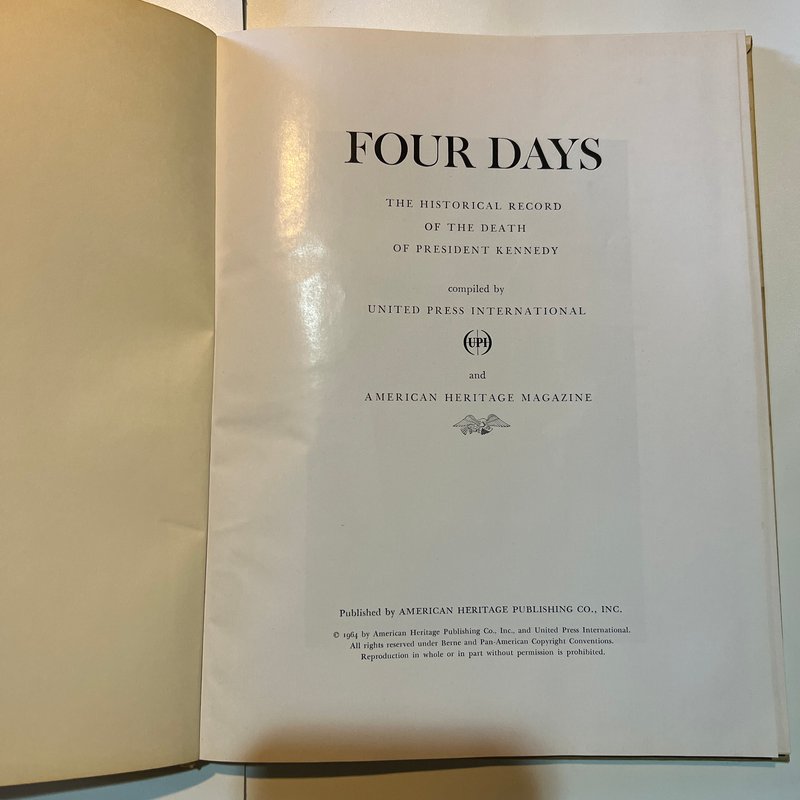 FOUR DAYS
THE HISTORICAL RECORD
OF THE DEATH
OF PRESIDENT KENNEDY
compiled by
UNITED PRESS INTERNATIONAL
UPI
and
AMERICAN HERITAGE MAGAZINE
Published by AMERICAN HERITAGE PUBLISHING CO., INC.
© 1964 by American Heritage Publishing Co., Inc., and United Press International.
All rights reserved under Berne and Pan-American Copyright Conventions.
Reproduction in whole or in part without permission is prohibited.